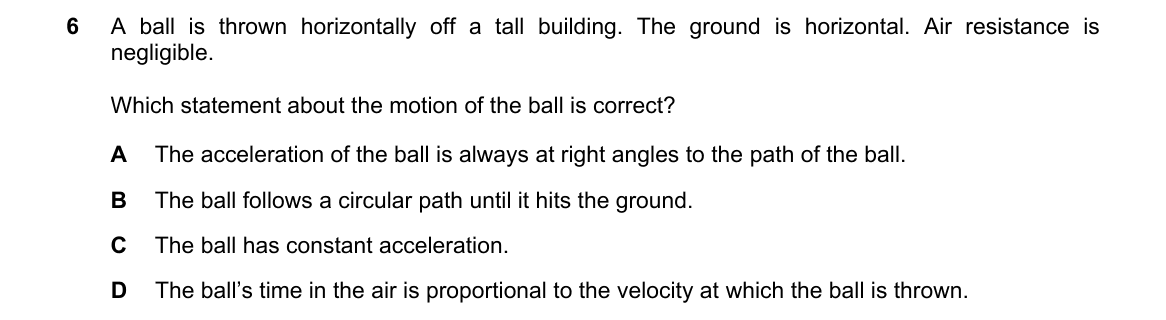 6 A ball is thrown horizontally off a tall building. The ground is horizontal. Air resistance is
negligible.
Which statement about the motion of the ball is correct?
A The acceleration of the ball is always at right angles to the path of the ball.
B The ball follows a circular path until it hits the ground.
C The ball has constant acceleration.
D The ball’s time in the air is proportional to the velocity at which the ball is thrown.